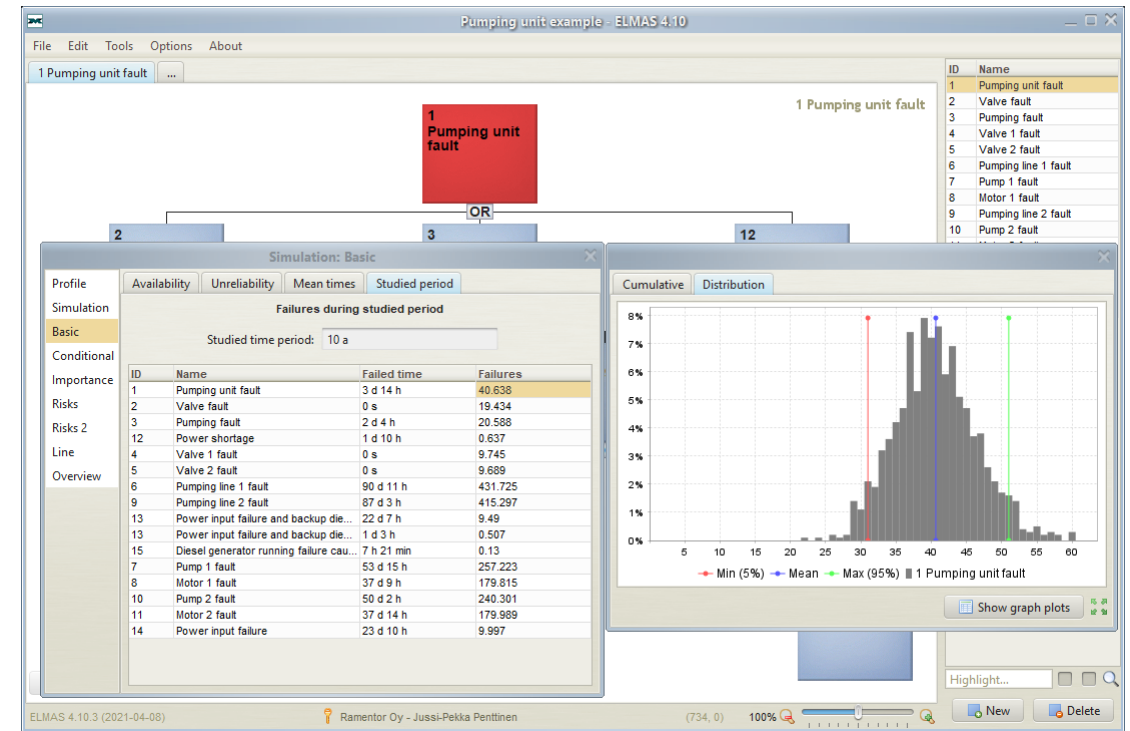 Pumping unit example - ELMAS 4.10
File Edit Tools Options About
1 Pumping unit fault ...
1 Pumping unit fault
1
Pumping unit
fault
OR
2 3 12
ID Name
1 Pumping unit fault
2 Valve fault
3 Pumping fault
4 Valve 1 fault
5 Valve 2 fault
6 Pumping line 1 fault
7 Pump 1 fault
8 Motor 1 fault
9 Pumping line 2 fault
10 Pump 2 fault
Simulation: Basic
Profile
Simulation
Basic
Conditional
Importance
Risks
Risks 2
Line
Overview
Availability Unreliability Mean times Studied period
Failures during studied period
Studied time period: 10 a
ID Name Failed time Failures
1 Pumping unit fault 3 d 14 h 40.638
2 Valve fault 0 s 19.434
3 Pumping fault 2 d 4 h 20.588
12 Power shortage 1 d 10 h 0.637
4 Valve 1 fault 0 s 9.745
5 Valve 2 fault 0 s 9.689
6 Pumping line 1 fault 90 d 11 h 431.725
9 Pumping line 2 fault 87 d 3 h 415.297
13 Power input failure and backup die... 22 d 7 h 9.49
13 Power input failure and backup die... 1 d 3 h 0.507
15 Diesel generator running failure cau... 7 h 21 min 0.13
7 Pump 1 fault 53 d 15 h 257.223
8 Motor 1 fault 37 d 9 h 179.815
10 Pump 2 fault 50 d 2 h 240.301
11 Motor 2 fault 37 d 14 h 179.989
14 Power input failure 23 d 10 h 9.997
Cumulative Distribution
8%
7%
6%
5%
4%
3%
2%
1%
0%
5 10 15 20 25 30 35 40 45 50 55 60
Min (5%) Mean Max (95%) 1 Pumping unit fault
Show graph plots
Highlight...
New Delete
ELMAS 4.10.3 (2021-04-08) Ramentor Oy - Jussi-Pekka Penttinen (734, 0) 100%